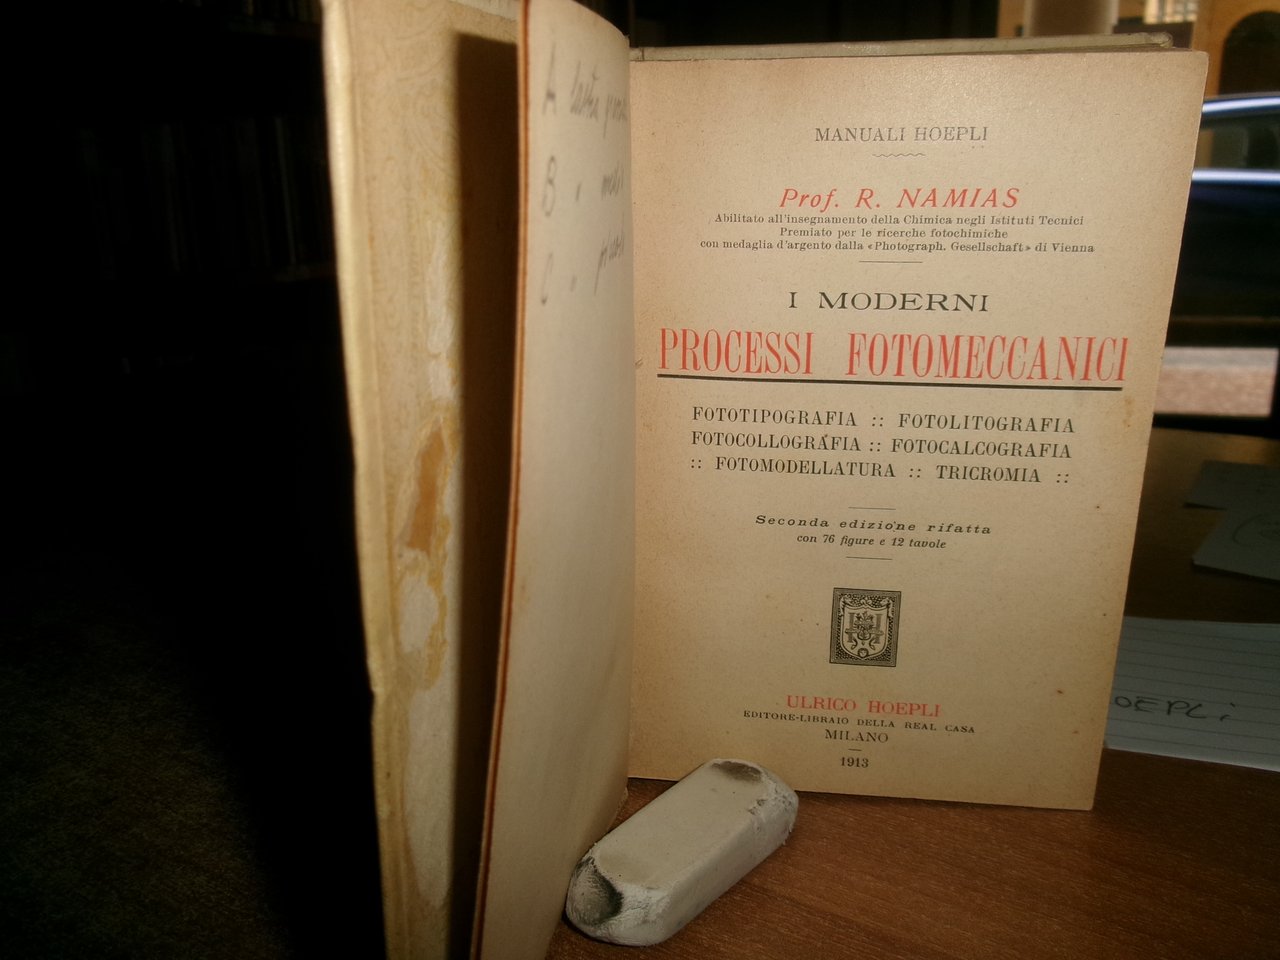 A lastra
B "
C "
MANUALI HOEPLI
Prof. R. NAMIAS
Abilitato all'insegnamento della Chimica negli Istituti Tecnici
Premiato per le ricerche fotochimiche
con medaglia d'argento dalla «Photograph. Gesellschaft» di Vienna
I MODERNI
PROCESSI FOTOMECCANICI
FOTOTIPOGRAFIA :: FOTOLITOGRAFIA
FOTOCOLLOGRAFIA :: FOTOCALCOGRAFIA
:: FOTOMODELLATURA :: TRICROMIA ::
Seconda edizione rifatta
con 76 figure e 12 tavole
ULRICO HOEPLI
EDITORE-LIBRAIO DELLA REAL CASA
MILANO
1913
OEPLi